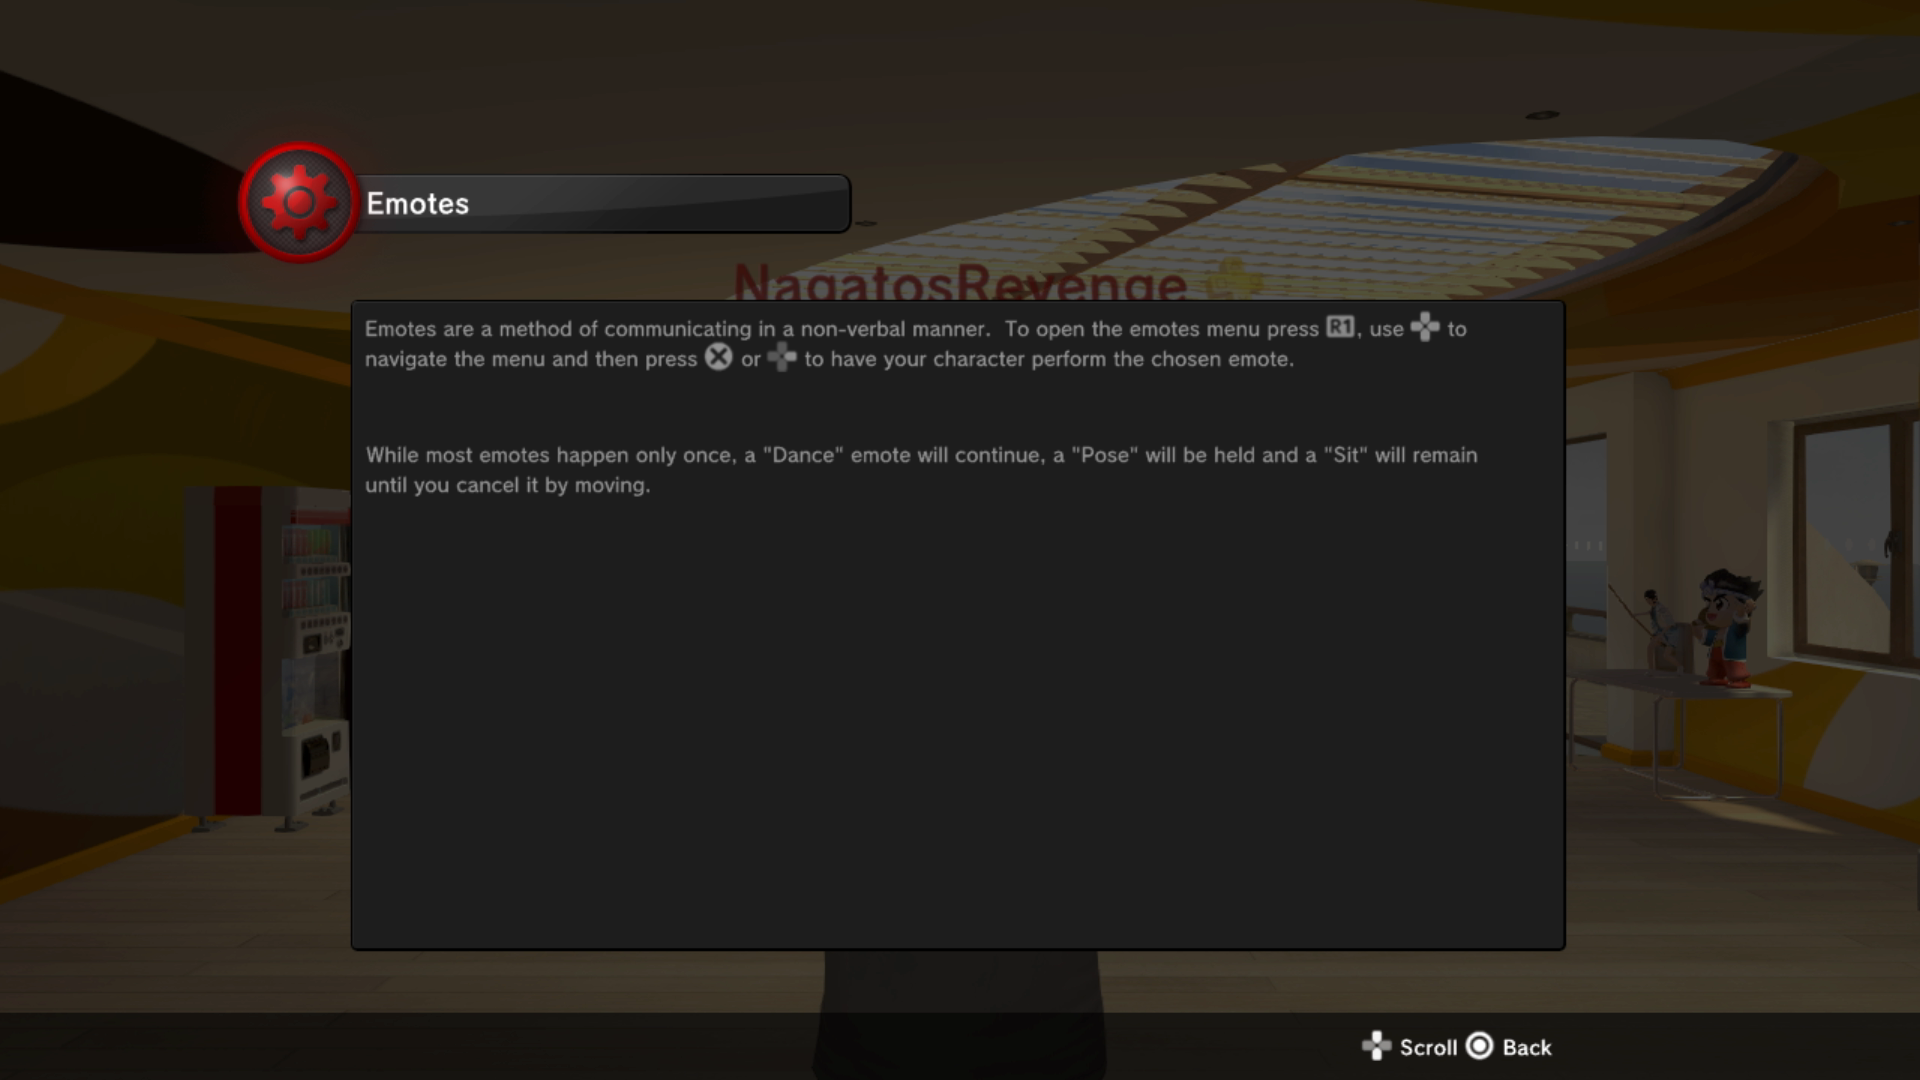 Emotes
NagatosRevenge
Emotes are a method of communicating in a non-verbal manner.  To open the emotes menu press R1, use to
navigate the menu and then press or to have your character perform the chosen emote.
While most emotes happen only once, a "Dance" emote will continue, a "Pose" will be held and a "Sit" will remain
until you cancel it by moving.
Scroll Back